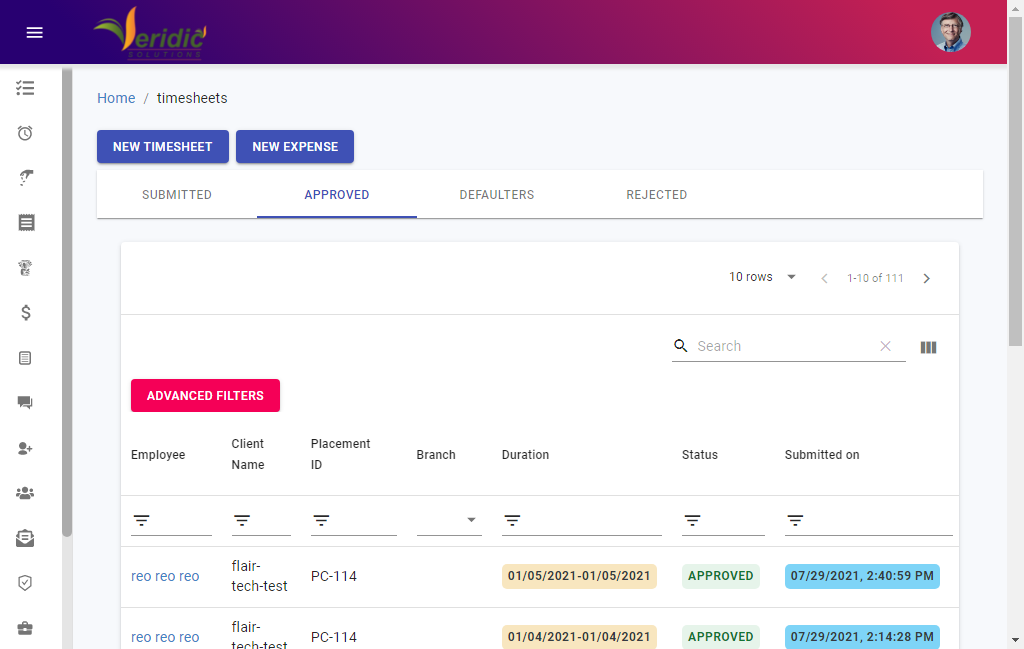 eridic
SOLUTIONS
Home / timesheets
NEW TIMESHEET NEW EXPENSE
SUBMITTED APPROVED DEFAULTERS REJECTED
10 rows 1-10 of 111
Search
ADVANCED FILTERS
Employee Client Name Placement ID Branch Duration Status Submitted on
reo reo reo flair-tech-test PC-114 01/05/2021-01/05/2021 APPROVED 07/29/2021, 2:40:59 PM
reo reo reo flair-tech-test PC-114 01/04/2021-01/04/2021 APPROVED 07/29/2021, 2:14:28 PM